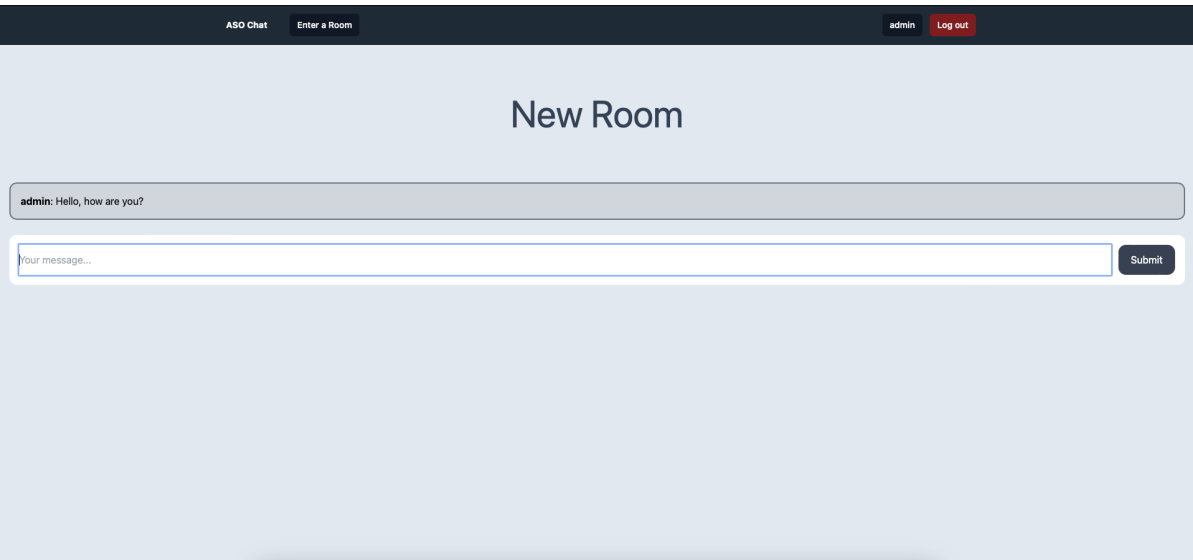 ASO Chat Enter a Room admin Log out
New Room
admin: Hello, how are you?
Your message... Submit